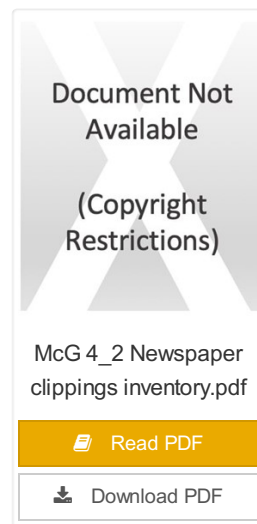 Document Not
Available
(Copyright
Restrictions)
McG 4_2 Newspaper
clippings inventory.pdf
Read PDF
Download PDF